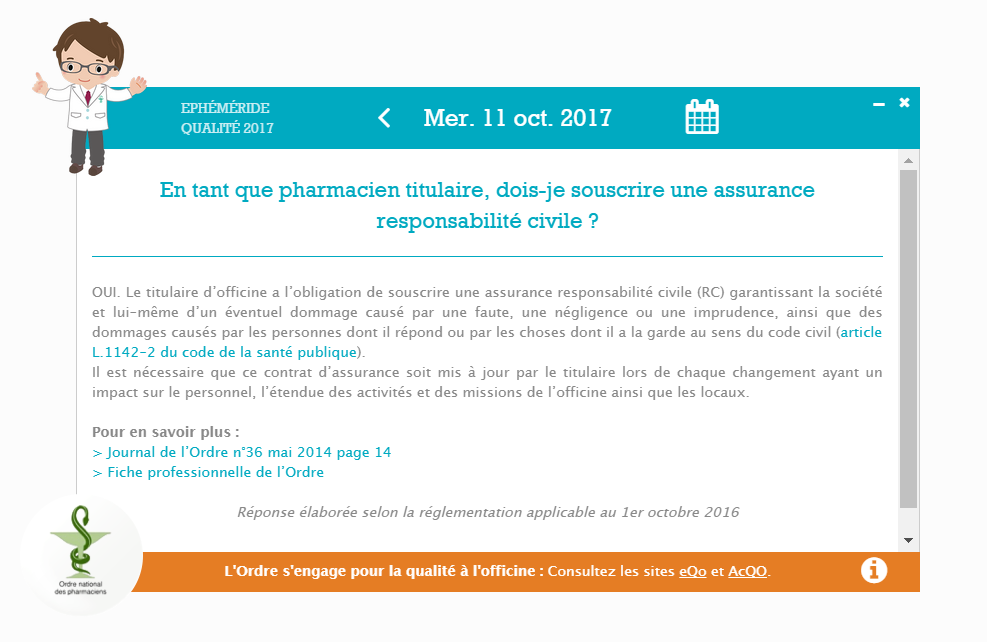 EPHÉMÉRIDE
QUALITÉ 2017
Mer. 11 oct. 2017
En tant que pharmacien titulaire, dois-je souscrire une assurance
responsabilité civile ?
OUI. Le titulaire d’officine a l’obligation de souscrire une assurance responsabilité civile (RC) garantissant la société
et lui-même d’un éventuel dommage causé par une faute, une négligence ou une imprudence, ainsi que des
dommages causés par les personnes dont il répond ou par les choses dont il a la garde au sens du code civil (article
L.1142-2 du code de la santé publique).
Il est nécessaire que ce contrat d’assurance soit mis à jour par le titulaire lors de chaque changement ayant un
impact sur le personnel, l’étendue des activités et des missions de l’officine ainsi que les locaux.
Pour en savoir plus :
> Journal de l’Ordre n°36 mai 2014 page 14
> Fiche professionnelle de l’Ordre
Réponse élaborée selon la réglementation applicable au 1er octobre 2016
Ordre national
des pharmaciens
L'Ordre s'engage pour la qualité à l'officine : Consultez les sites eQo et AcQO.